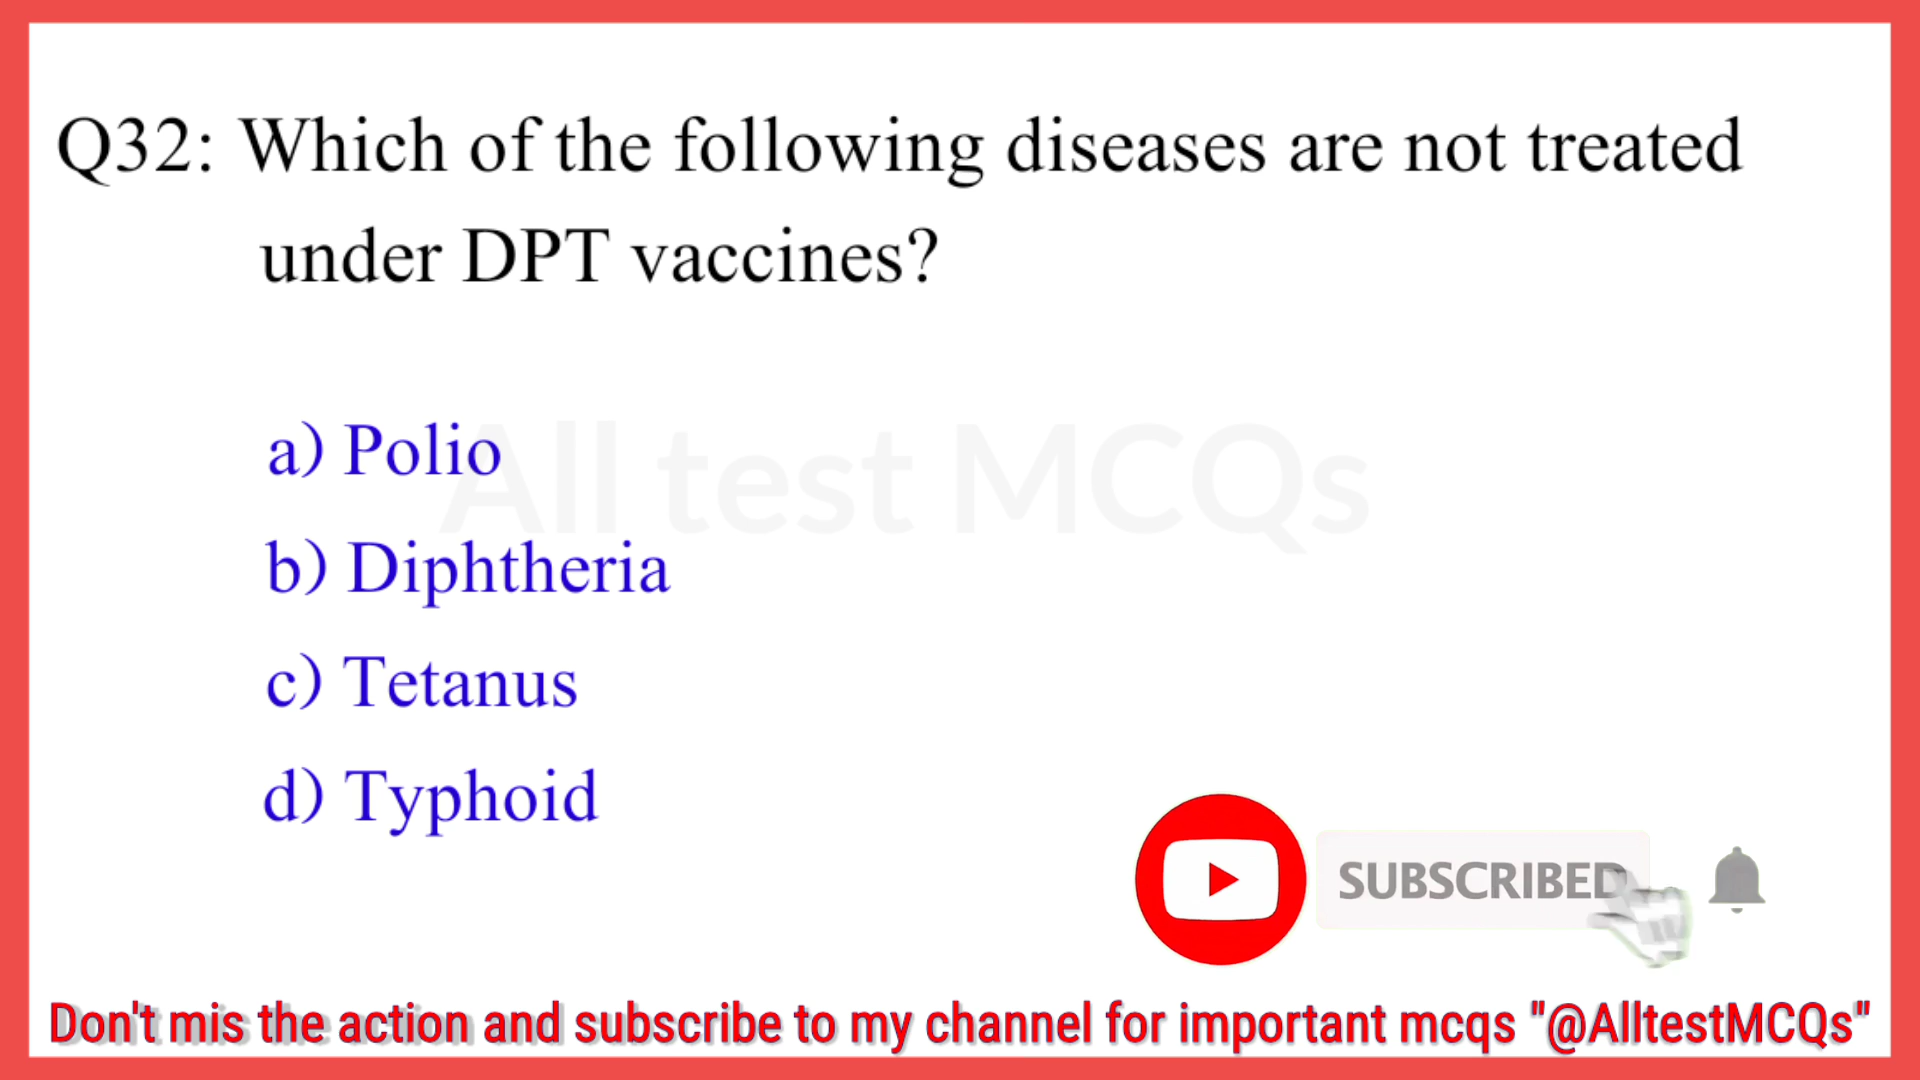 Q32: Which of the following diseases are not treated
under DPT vaccines?
a) Polio
All test MCQs
b) Diphtheria
c) Tetanus
d) Typhoid
SUBSCRIBED
Don't mis the action and subscribe to my channel for important mcqs "@AlltestMCQs"